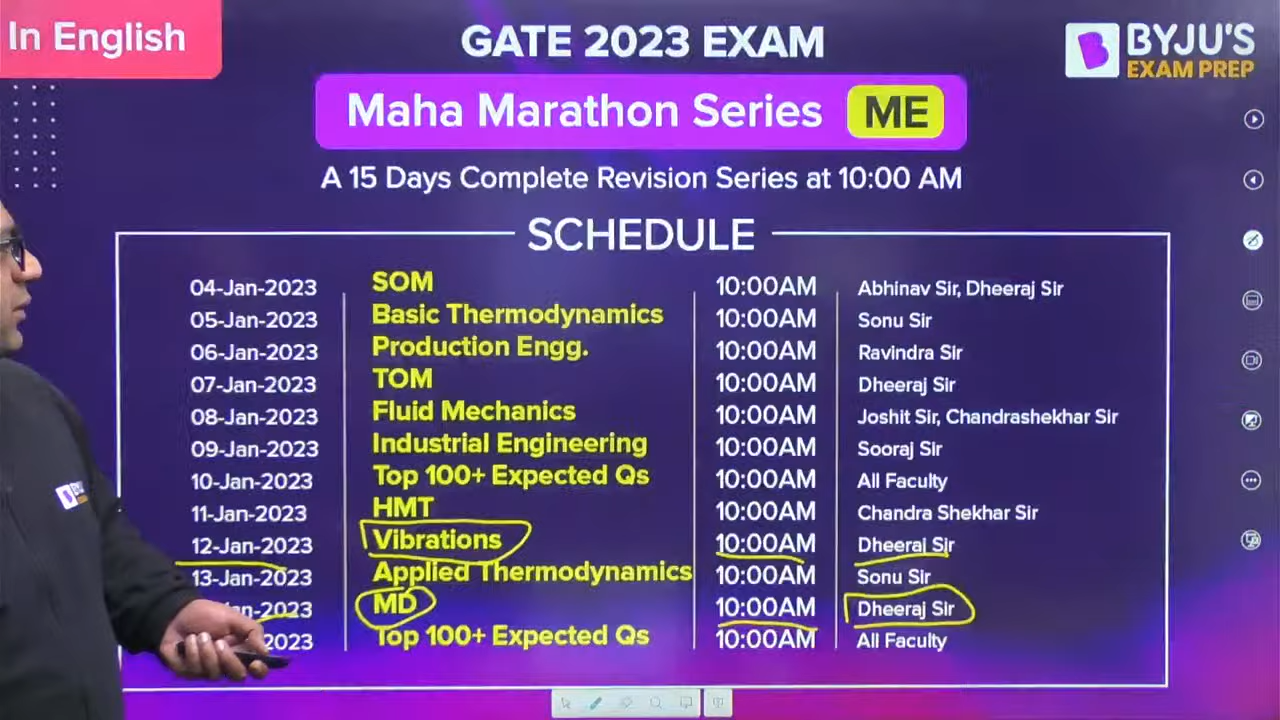 In English
GATE 2023 EXAM
BYJU'S
EXAM PREP
Maha Marathon Series ME
A 15 Days Complete Revision Series at 10:00 AM
SCHEDULE
04-Jan-2023 SOM 10:00AM Abhinav Sir, Dheeraj Sir
05-Jan-2023 Basic Thermodynamics 10:00AM Sonu Sir
06-Jan-2023 Production Engg. 10:00AM Ravindra Sir
07-Jan-2023 TOM 10:00AM Dheeraj Sir
08-Jan-2023 Fluid Mechanics 10:00AM Joshit Sir, Chandrashekhar Sir
09-Jan-2023 Industrial Engineering 10:00AM Sooraj Sir
10-Jan-2023 Top 100+ Expected Qs 10:00AM All Faculty
11-Jan-2023 HMT 10:00AM Chandra Shekhar Sir
12-Jan-2023 Vibrations 10:00AM Dheeraj Sir
13-Jan-2023 Applied Thermodynamics 10:00AM Sonu Sir
-2023 MD 10:00AM Dheeraj Sir
2023 Top 100+ Expected Qs 10:00AM All Faculty